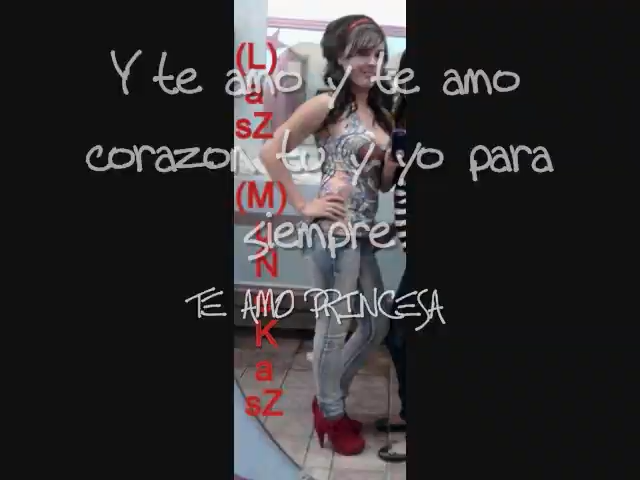 Y te amo y te amo
corazon tu y yo para
siempre
TE AMO PRINCESA
(L)
a
sZ
(M)
N
K
a
sZ